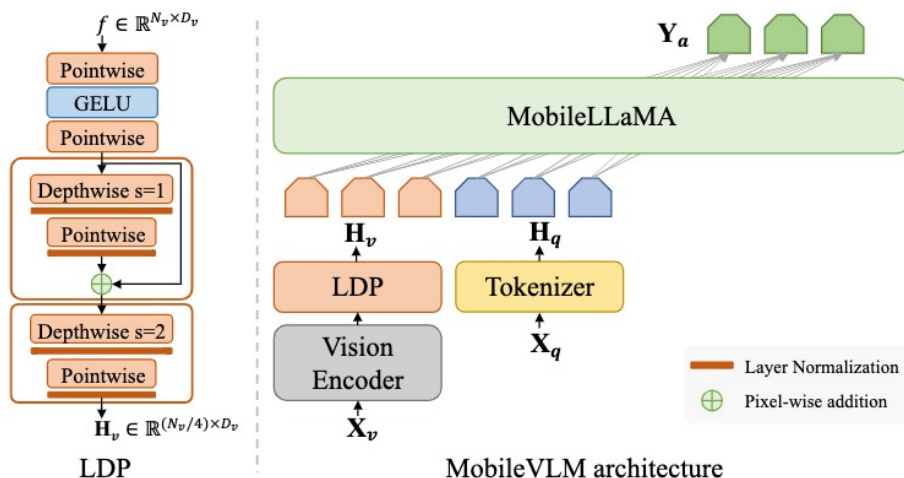 f ∈ ℝ^{N_v×D_v}
Pointwise
GELU
Pointwise
Depthwise s=1
Pointwise
Depthwise s=2
Pointwise
H_v ∈ ℝ^{(N_v/4)×D_v}
LDP
Y_a
MobileLLaMA
H_v H_q
LDP Tokenizer
Vision
Encoder
X_q
X_v
Layer Normalization
Pixel-wise addition
MobileVLM architecture